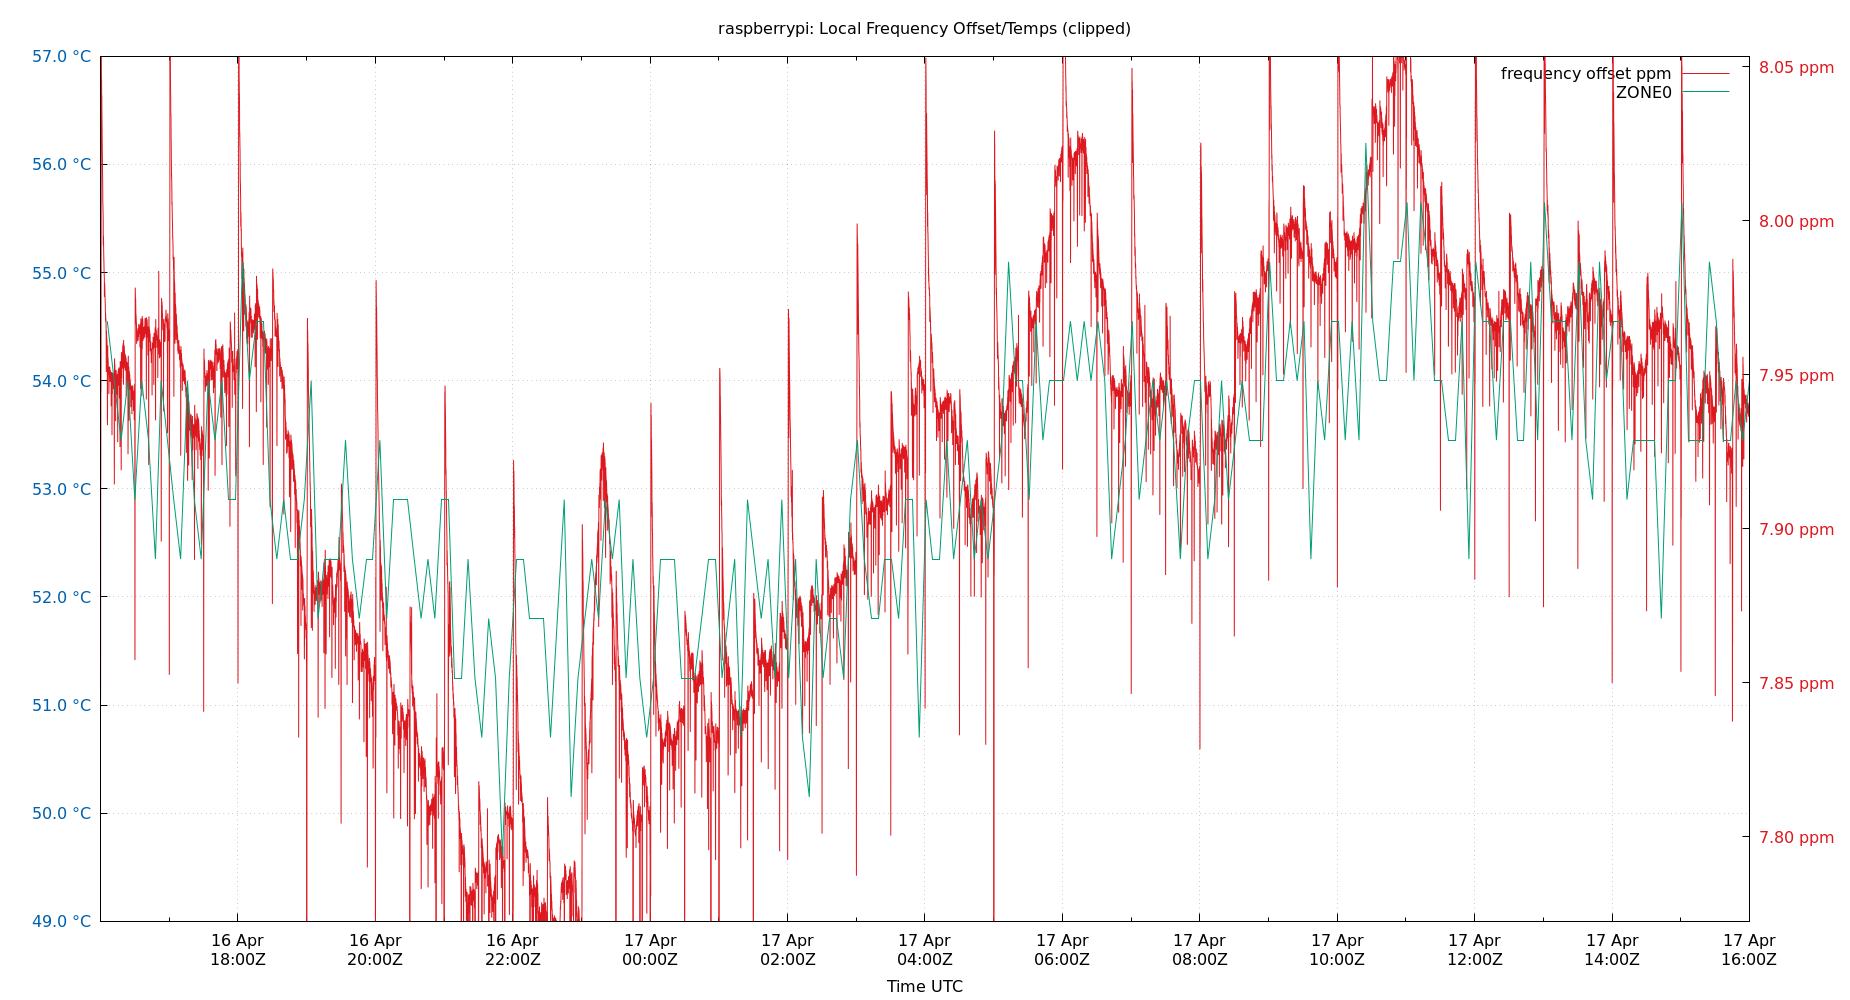 raspberrypi: Local Frequency Offset/Temps (clipped)
57.0 °C
56.0 °C
55.0 °C
54.0 °C
53.0 °C
52.0 °C
51.0 °C
50.0 °C
49.0 °C
frequency offset ppm
ZONE0
8.05 ppm
8.00 ppm
7.95 ppm
7.90 ppm
7.85 ppm
7.80 ppm
16 Apr 16 Apr 16 Apr 17 Apr 17 Apr 17 Apr 17 Apr 17 Apr 17 Apr 17 Apr 17 Apr 17 Apr
18:00Z 20:00Z 22:00Z 00:00Z 02:00Z 04:00Z 06:00Z 08:00Z 10:00Z 12:00Z 14:00Z 16:00Z
Time UTC